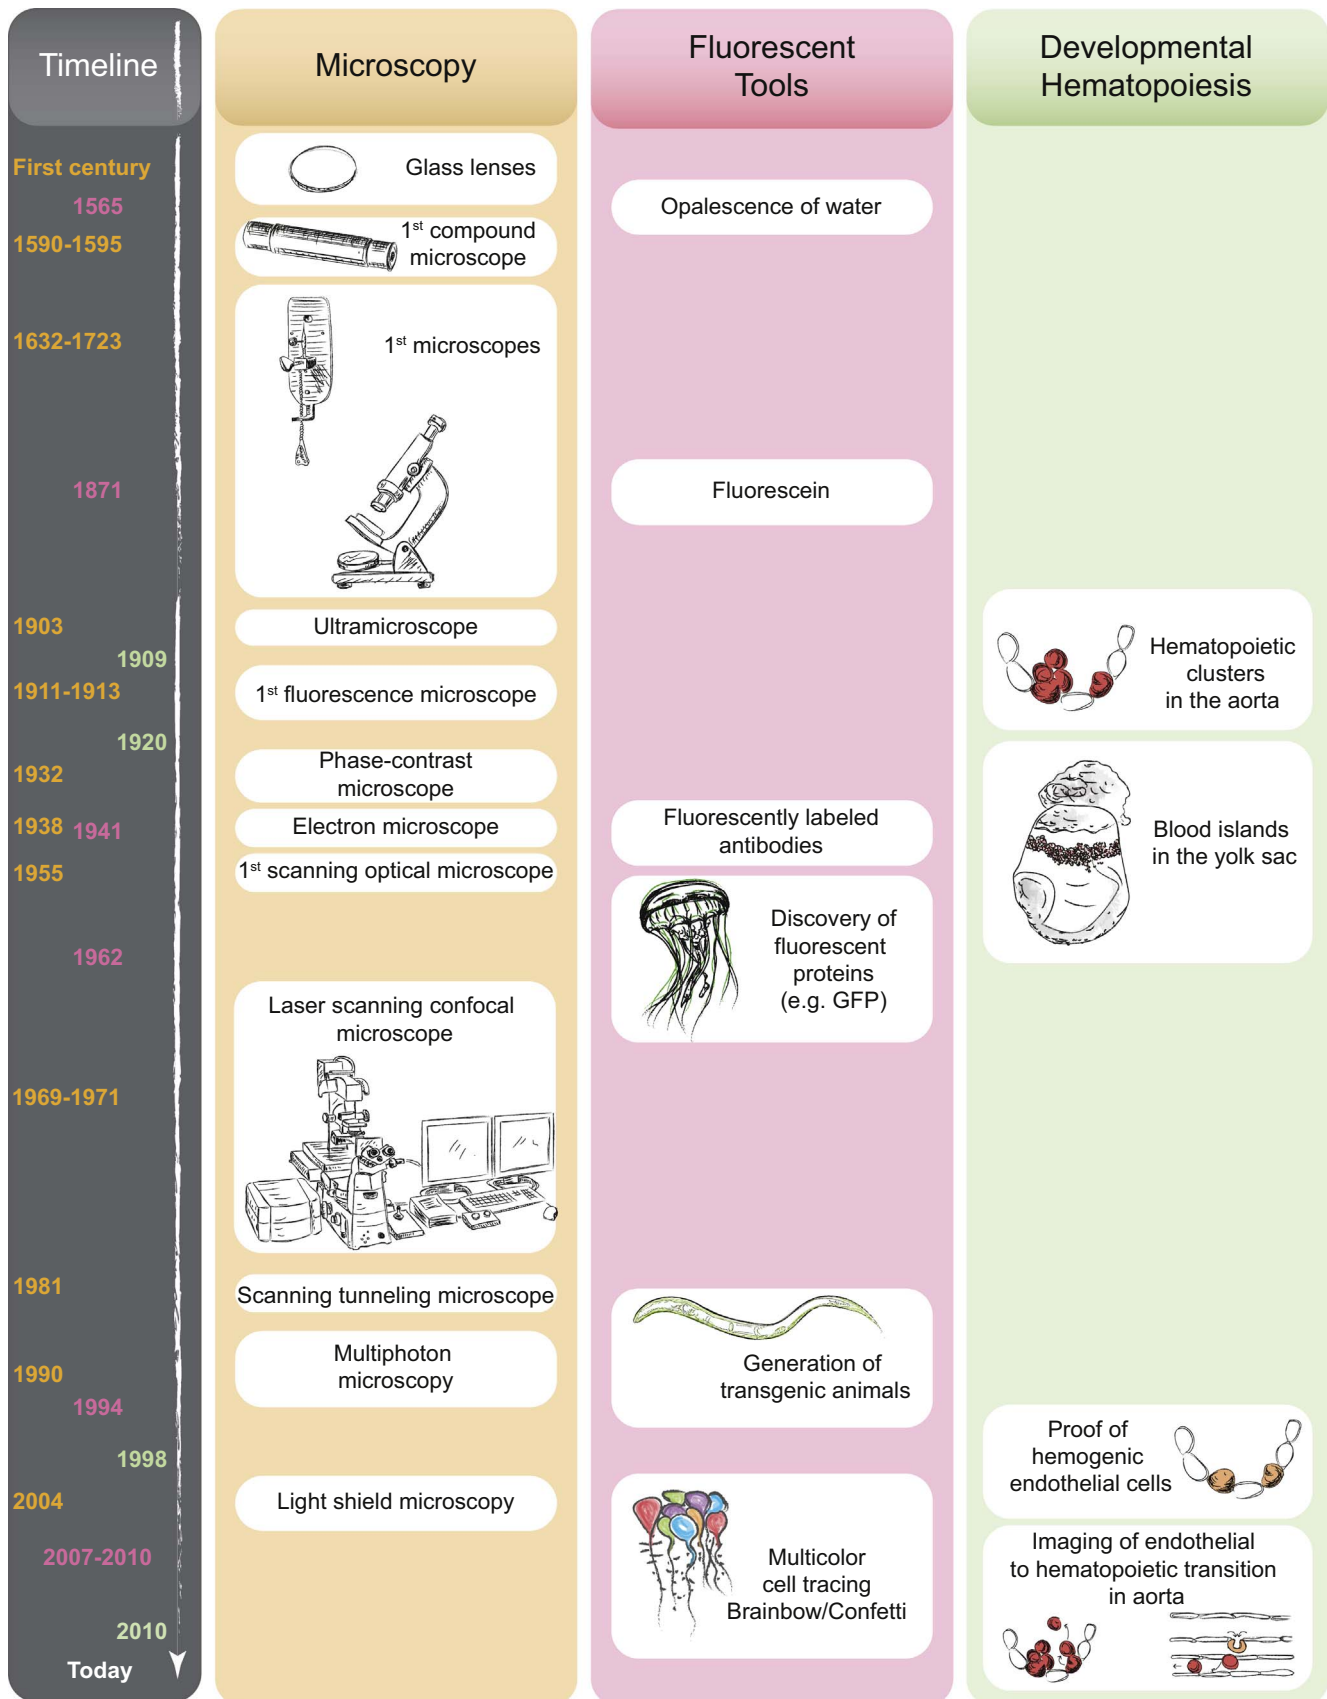 Timeline
First century
1565
1590-1595
1632-1723
1871
1903
1909
1911-1913
1920
1932
1938
1941
1955
1962
1969-1971
1981
1990
1994
1998
2004
2007-2010
2010
Today
Microscopy
Glass lenses
1st compound
microscope
1st microscopes
Ultramicroscope
1st fluorescence microscope
Phase-contrast
microscope
Electron microscope
1st scanning optical microscope
Laser scanning confocal
microscope
Scanning tunneling microscope
Multiphoton
microscopy
Light shield microscopy
Fluorescent
Tools
Opalescence of water
Fluorescein
Fluorescently labeled
antibodies
Discovery of
fluorescent
proteins
(e.g. GFP)
Generation of
transgenic animals
Multicolor
cell tracing
Brainbow/Confetti
Developmental
Hematopoiesis
Hematopoietic
clusters
in the aorta
Blood islands
in the yolk sac
Proof of
hemogenic
endothelial cells
Imaging of endothelial
to hematopoietic transition
in aorta